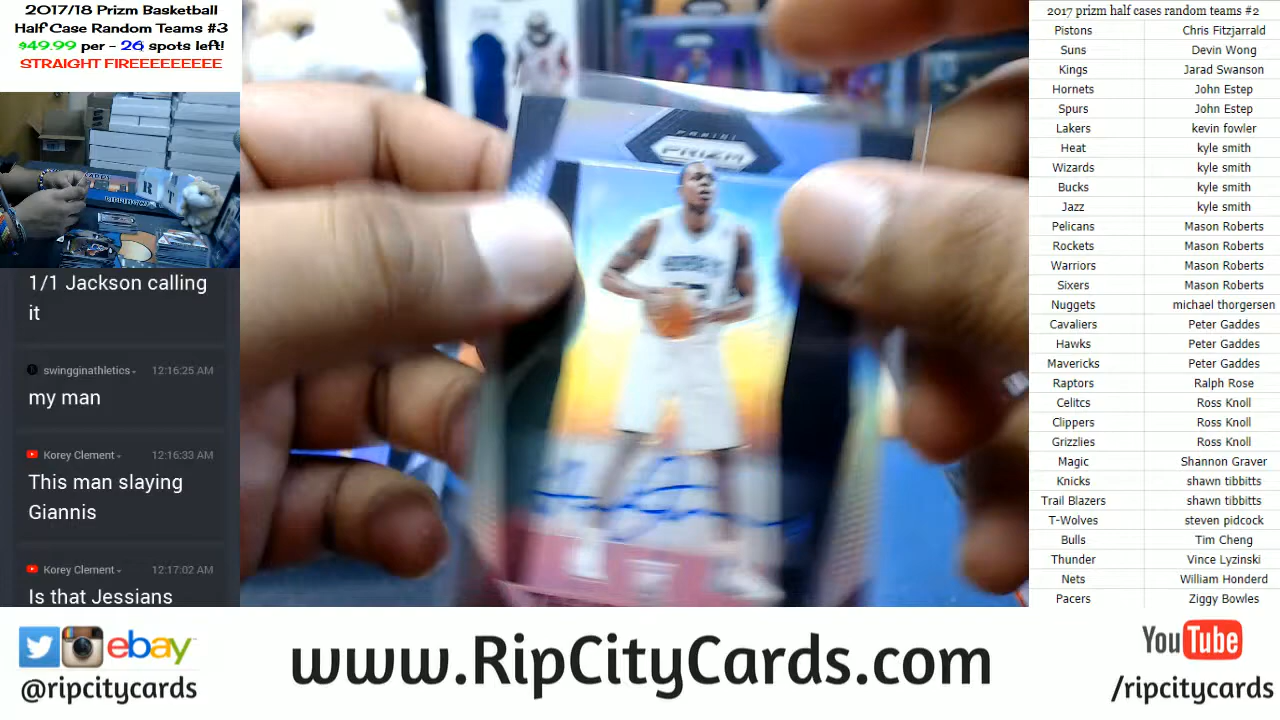 2017/18 Prizm Basketball
Half Case Random Teams #3
$49.99 per - 26 spots left!
STRAIGHT FIREEEEEEEEE
1/1 Jackson calling
it
swingginathletics 12:16:25 AM
my man
Korey Clement 12:16:33 AM
This man slaying
Giannis
Korey Clement 12:17:02 AM
Is that Jessians
PANINI
PRIZM
R
T
2017 prizm half cases random teams #2
Pistons Chris Fitzjarrald
Suns Devin Wong
Kings Jarad Swanson
Hornets John Estep
Spurs John Estep
Lakers kevin fowler
Heat kyle smith
Wizards kyle smith
Bucks kyle smith
Jazz kyle smith
Pelicans Mason Roberts
Rockets Mason Roberts
Warriors Mason Roberts
Sixers Mason Roberts
Nuggets michael thorgersen
Cavaliers Peter Gaddes
Hawks Peter Gaddes
Mavericks Peter Gaddes
Raptors Ralph Rose
Celitcs Ross Knoll
Clippers Ross Knoll
Grizzlies Ross Knoll
Magic Shannon Graver
Knicks shawn tibbitts
Trail Blazers shawn tibbitts
T-Wolves steven pidcock
Bulls Tim Cheng
Thunder Vince Lyzinski
Nets William Honderd
Pacers Ziggy Bowles
ebay
@ripcitycards
www.RipCityCards.com
YouTube
/ripcitycards